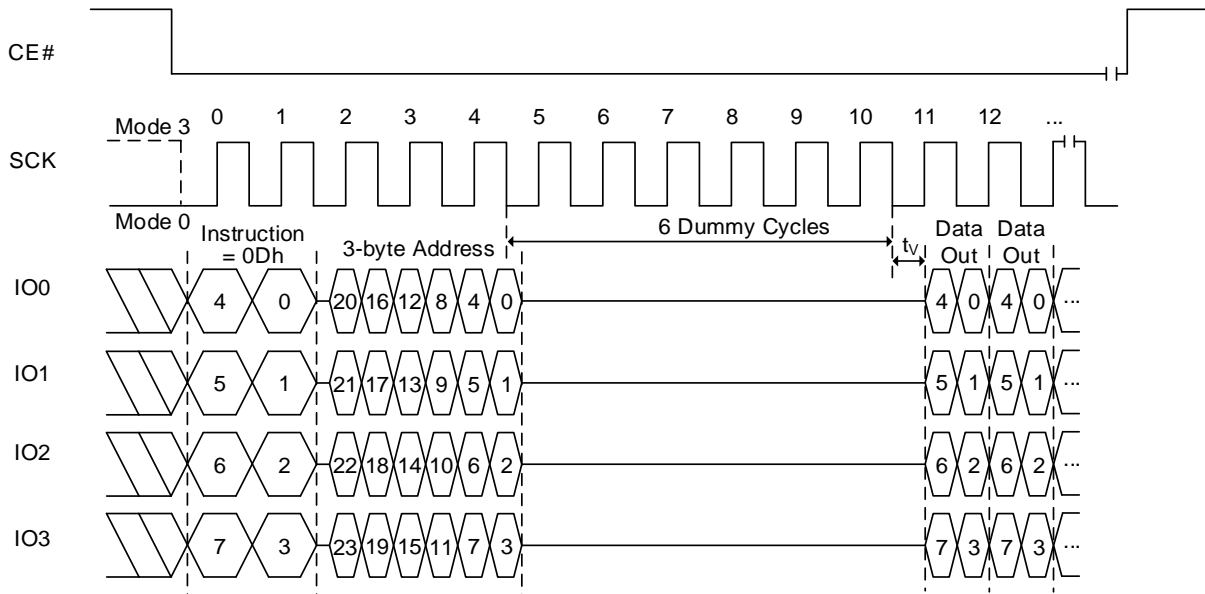 CE#
0 1 2 3 4 5 6 7 8 9 10 11 12 ...
Mode 3
SCK
Mode 0
6 Dummy Cycles
Instruction
= 0Dh
3-byte Address
tV
Data
Out
Data
Out
IO0 4 0 20 16 12 8 4 0 4 0 4 0 ...
IO1 5 1 21 17 13 9 5 1 5 1 5 1 ...
IO2 6 2 22 18 14 10 6 2 6 2 6 2 ...
IO3 7 3 23 19 15 11 7 3 7 3 7 3 ...